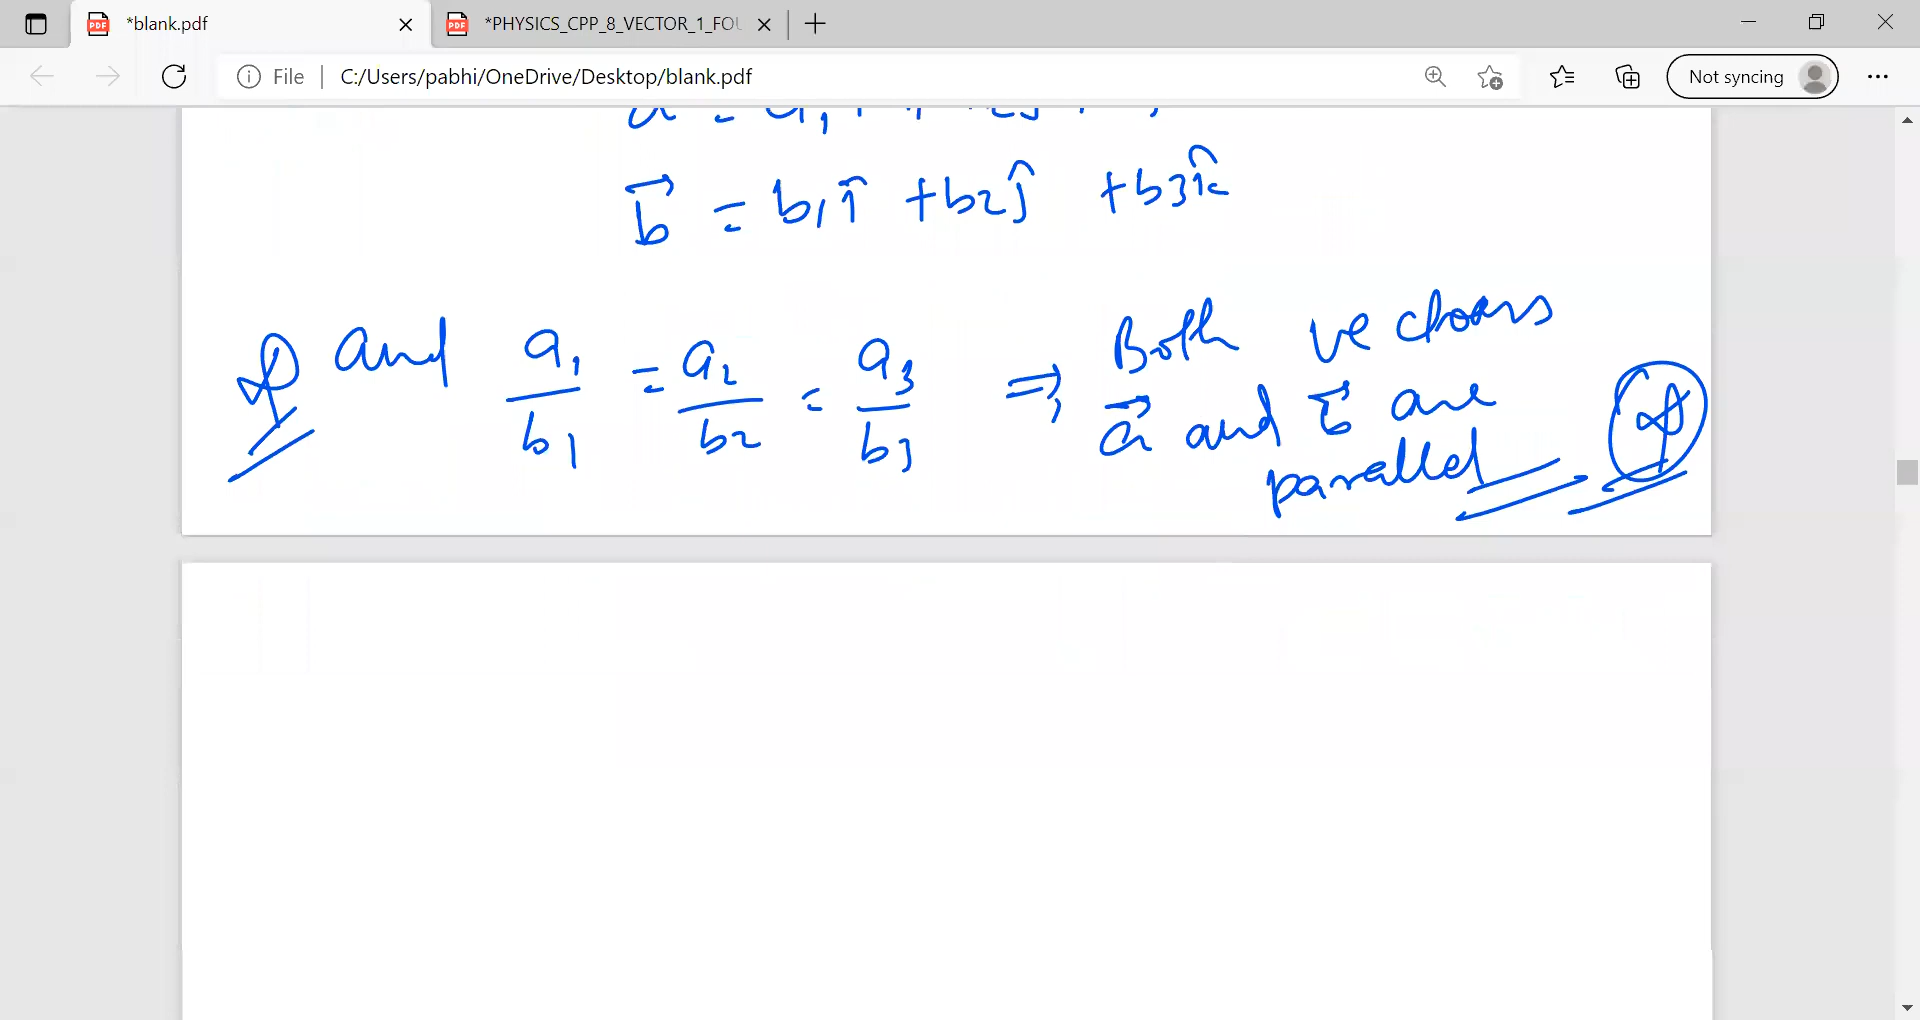 *blank.pdf
*PHYSICS_CPP_8_VECTOR_1_FOU
File
C:/Users/pabhi/OneDrive/Desktop/blank.pdf
Not syncing
b⃗ = b1î + b2ĵ + b3k̂
and a1/b1 = a2/b2 = a3/b3 ⇒ Both vectors
a⃗ and b⃗ are
parallel